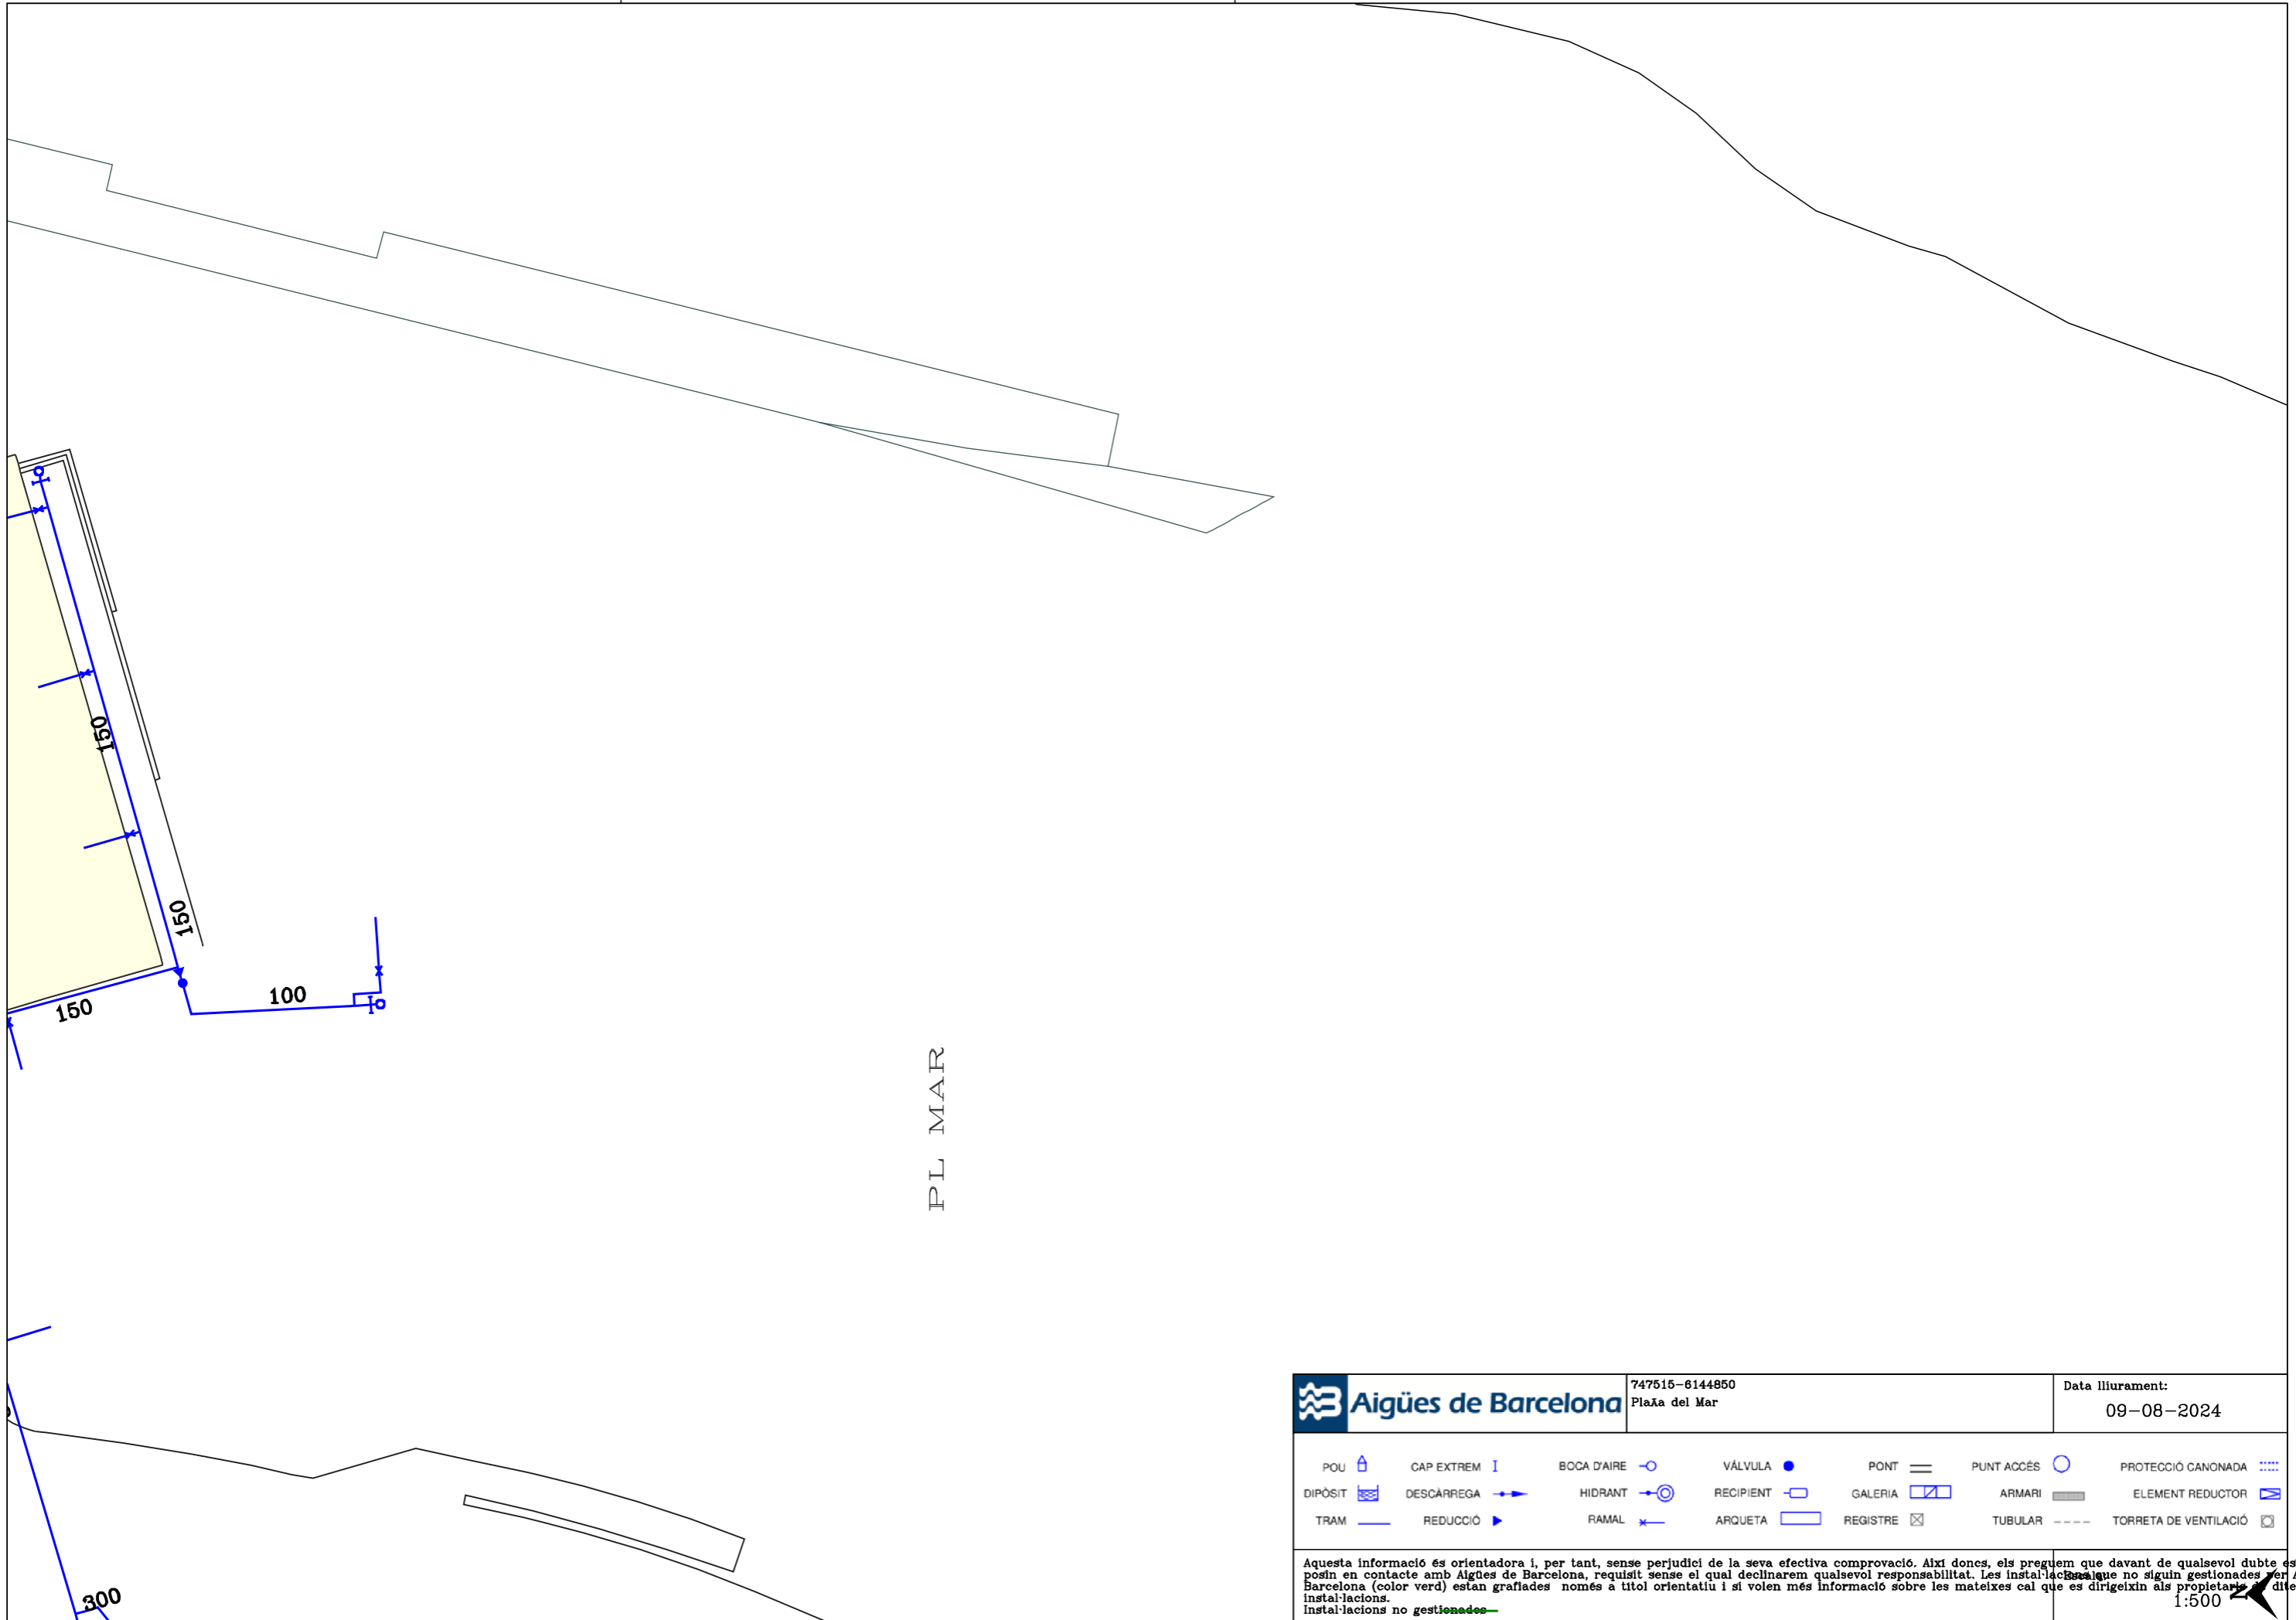 150
150
100
150
PL MAR
300
Aigües de Barcelona
747515-6144850
PlaÄa del Mar
Data lliurament:
09-08-2024
POU CAP EXTREM BOCA D'AIRE VÁLVULA PONT PUNT ACCÉS PROTECCIÓ CANONADA
DIPÒSIT DESCÀRREGA HIDRANT RECIPIENT GALERIA ARMARI ELEMENT REDUCTOR
TRAM REDUCCIÓ RAMAL ARQUETA REGISTRE TUBULAR TORRETA DE VENTILACIÓ
Aquesta informació és orientadora i, per tant, sense perjudici de la seva efectiva comprovació. Així doncs, els preguem que davant de qualsevol dubte es
posin en contacte amb Aigües de Barcelona, requisit sense el qual declinarem qualsevol responsabilitat. Les instal·lacions que no siguin gestionades per
Barcelona (color verd) estan grafiades només a títol orientatiu i si volen més informació sobre les mateixes cal que es dirigeixin als propietaris
instal·lacions.
Instal·lacions no gestionades
Escala:
1:500
N